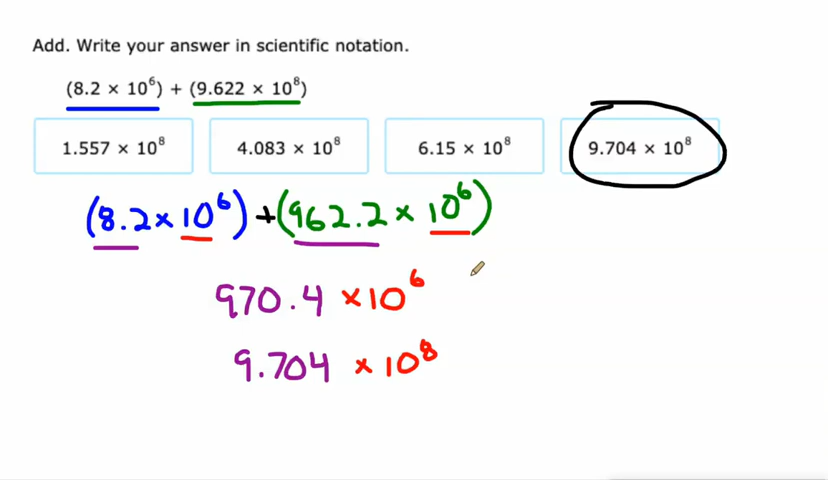 Add. Write your answer in scientific notation.
(8.2 × 10⁶) + (9.622 × 10⁸)
1.557 × 10⁸ 4.083 × 10⁸ 6.15 × 10⁸ 9.704 × 10⁸
(8.2 × 10⁶) + (962.2 × 10⁶)
970.4 × 10⁶
9.704 × 10⁸